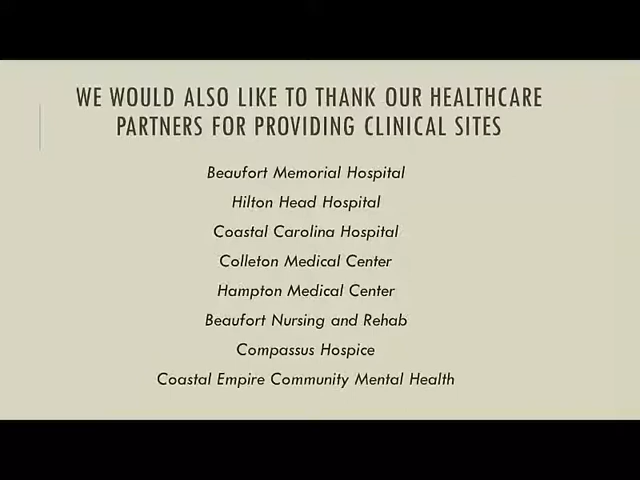 WE WOULD ALSO LIKE TO THANK OUR HEALTHCARE
PARTNERS FOR PROVIDING CLINICAL SITES
Beaufort Memorial Hospital
Hilton Head Hospital
Coastal Carolina Hospital
Colleton Medical Center
Hampton Medical Center
Beaufort Nursing and Rehab
Compassus Hospice
Coastal Empire Community Mental Health